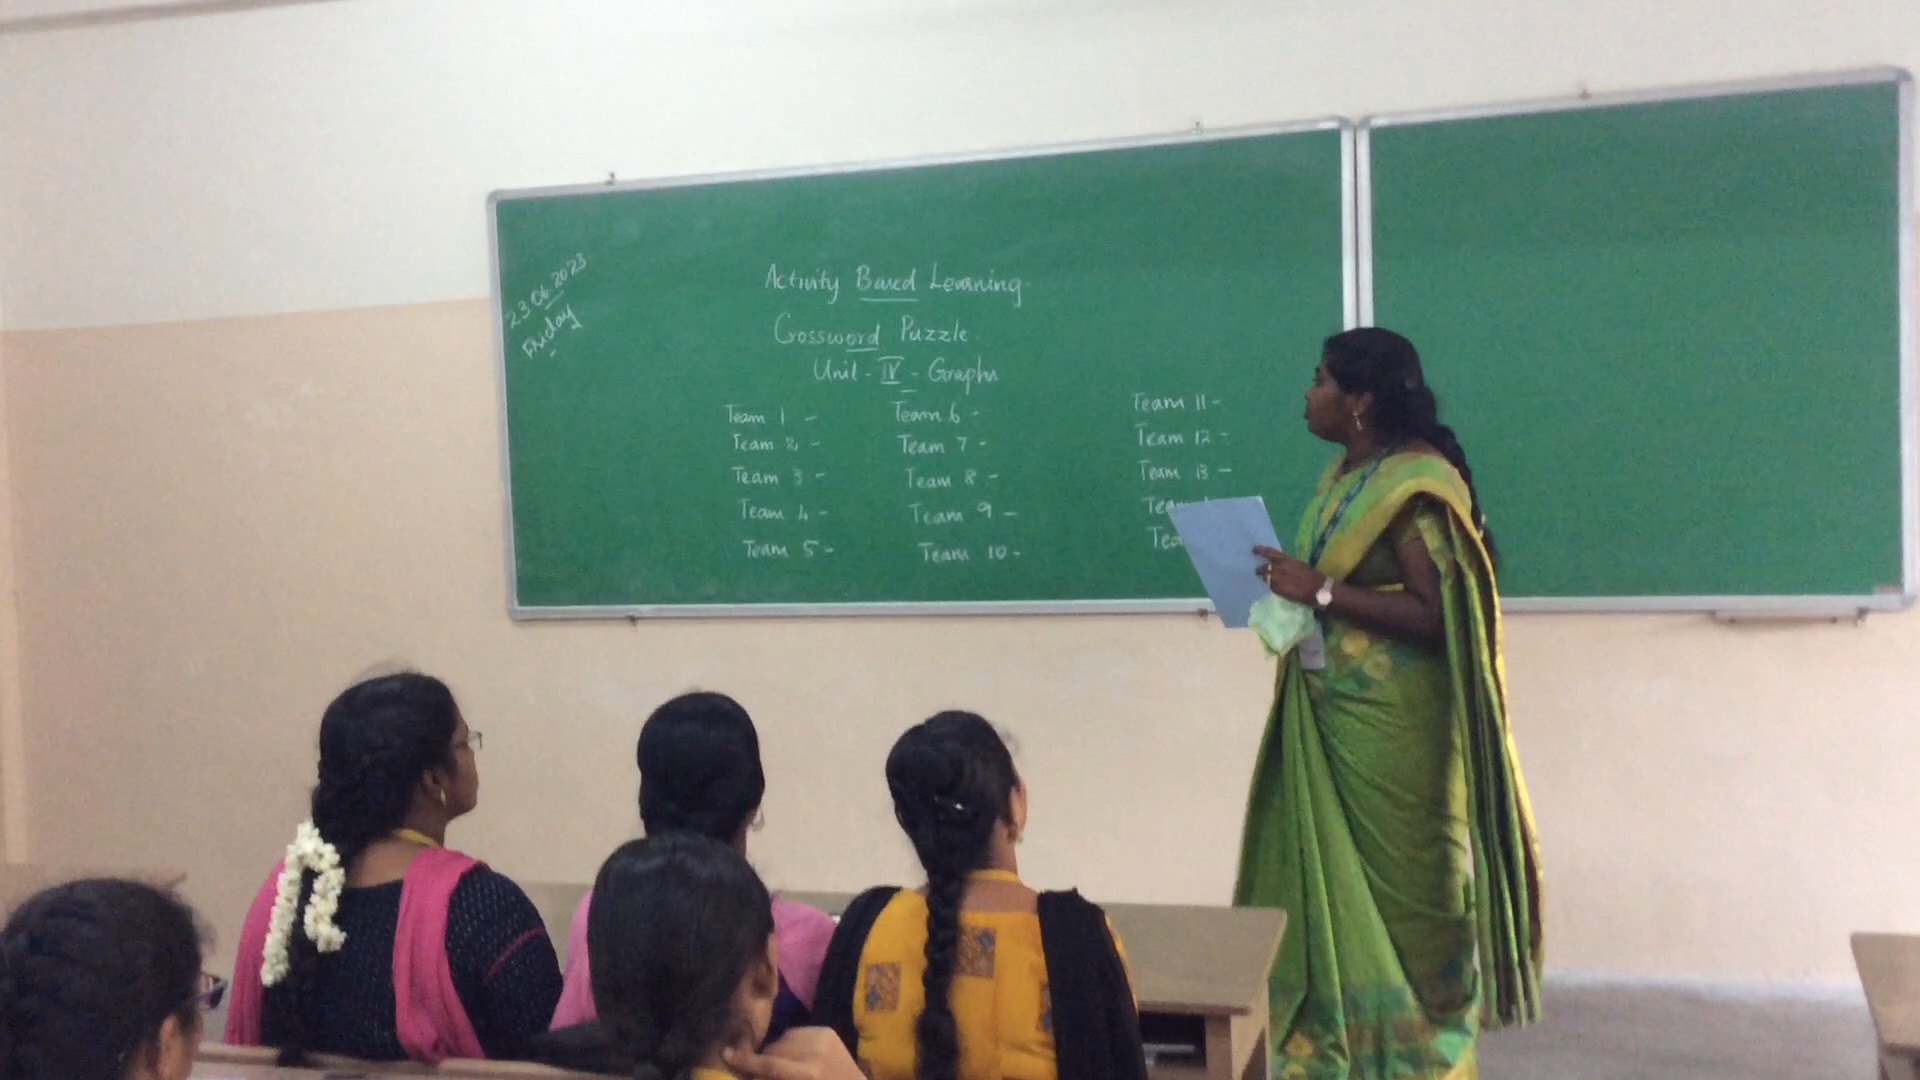 23.06.2023.
Friday
Activity Based Learning
Crossword Puzzle.
Unit - IV - Graphs
Team 1 -
Team 2 -
Team 3 -
Team 4 -
Team 5 -
Team 6 -
Team 7 -
Team 8 -
Team 9 -
Team 10 -
Team 11 -
Team 12 -
Team 13 -